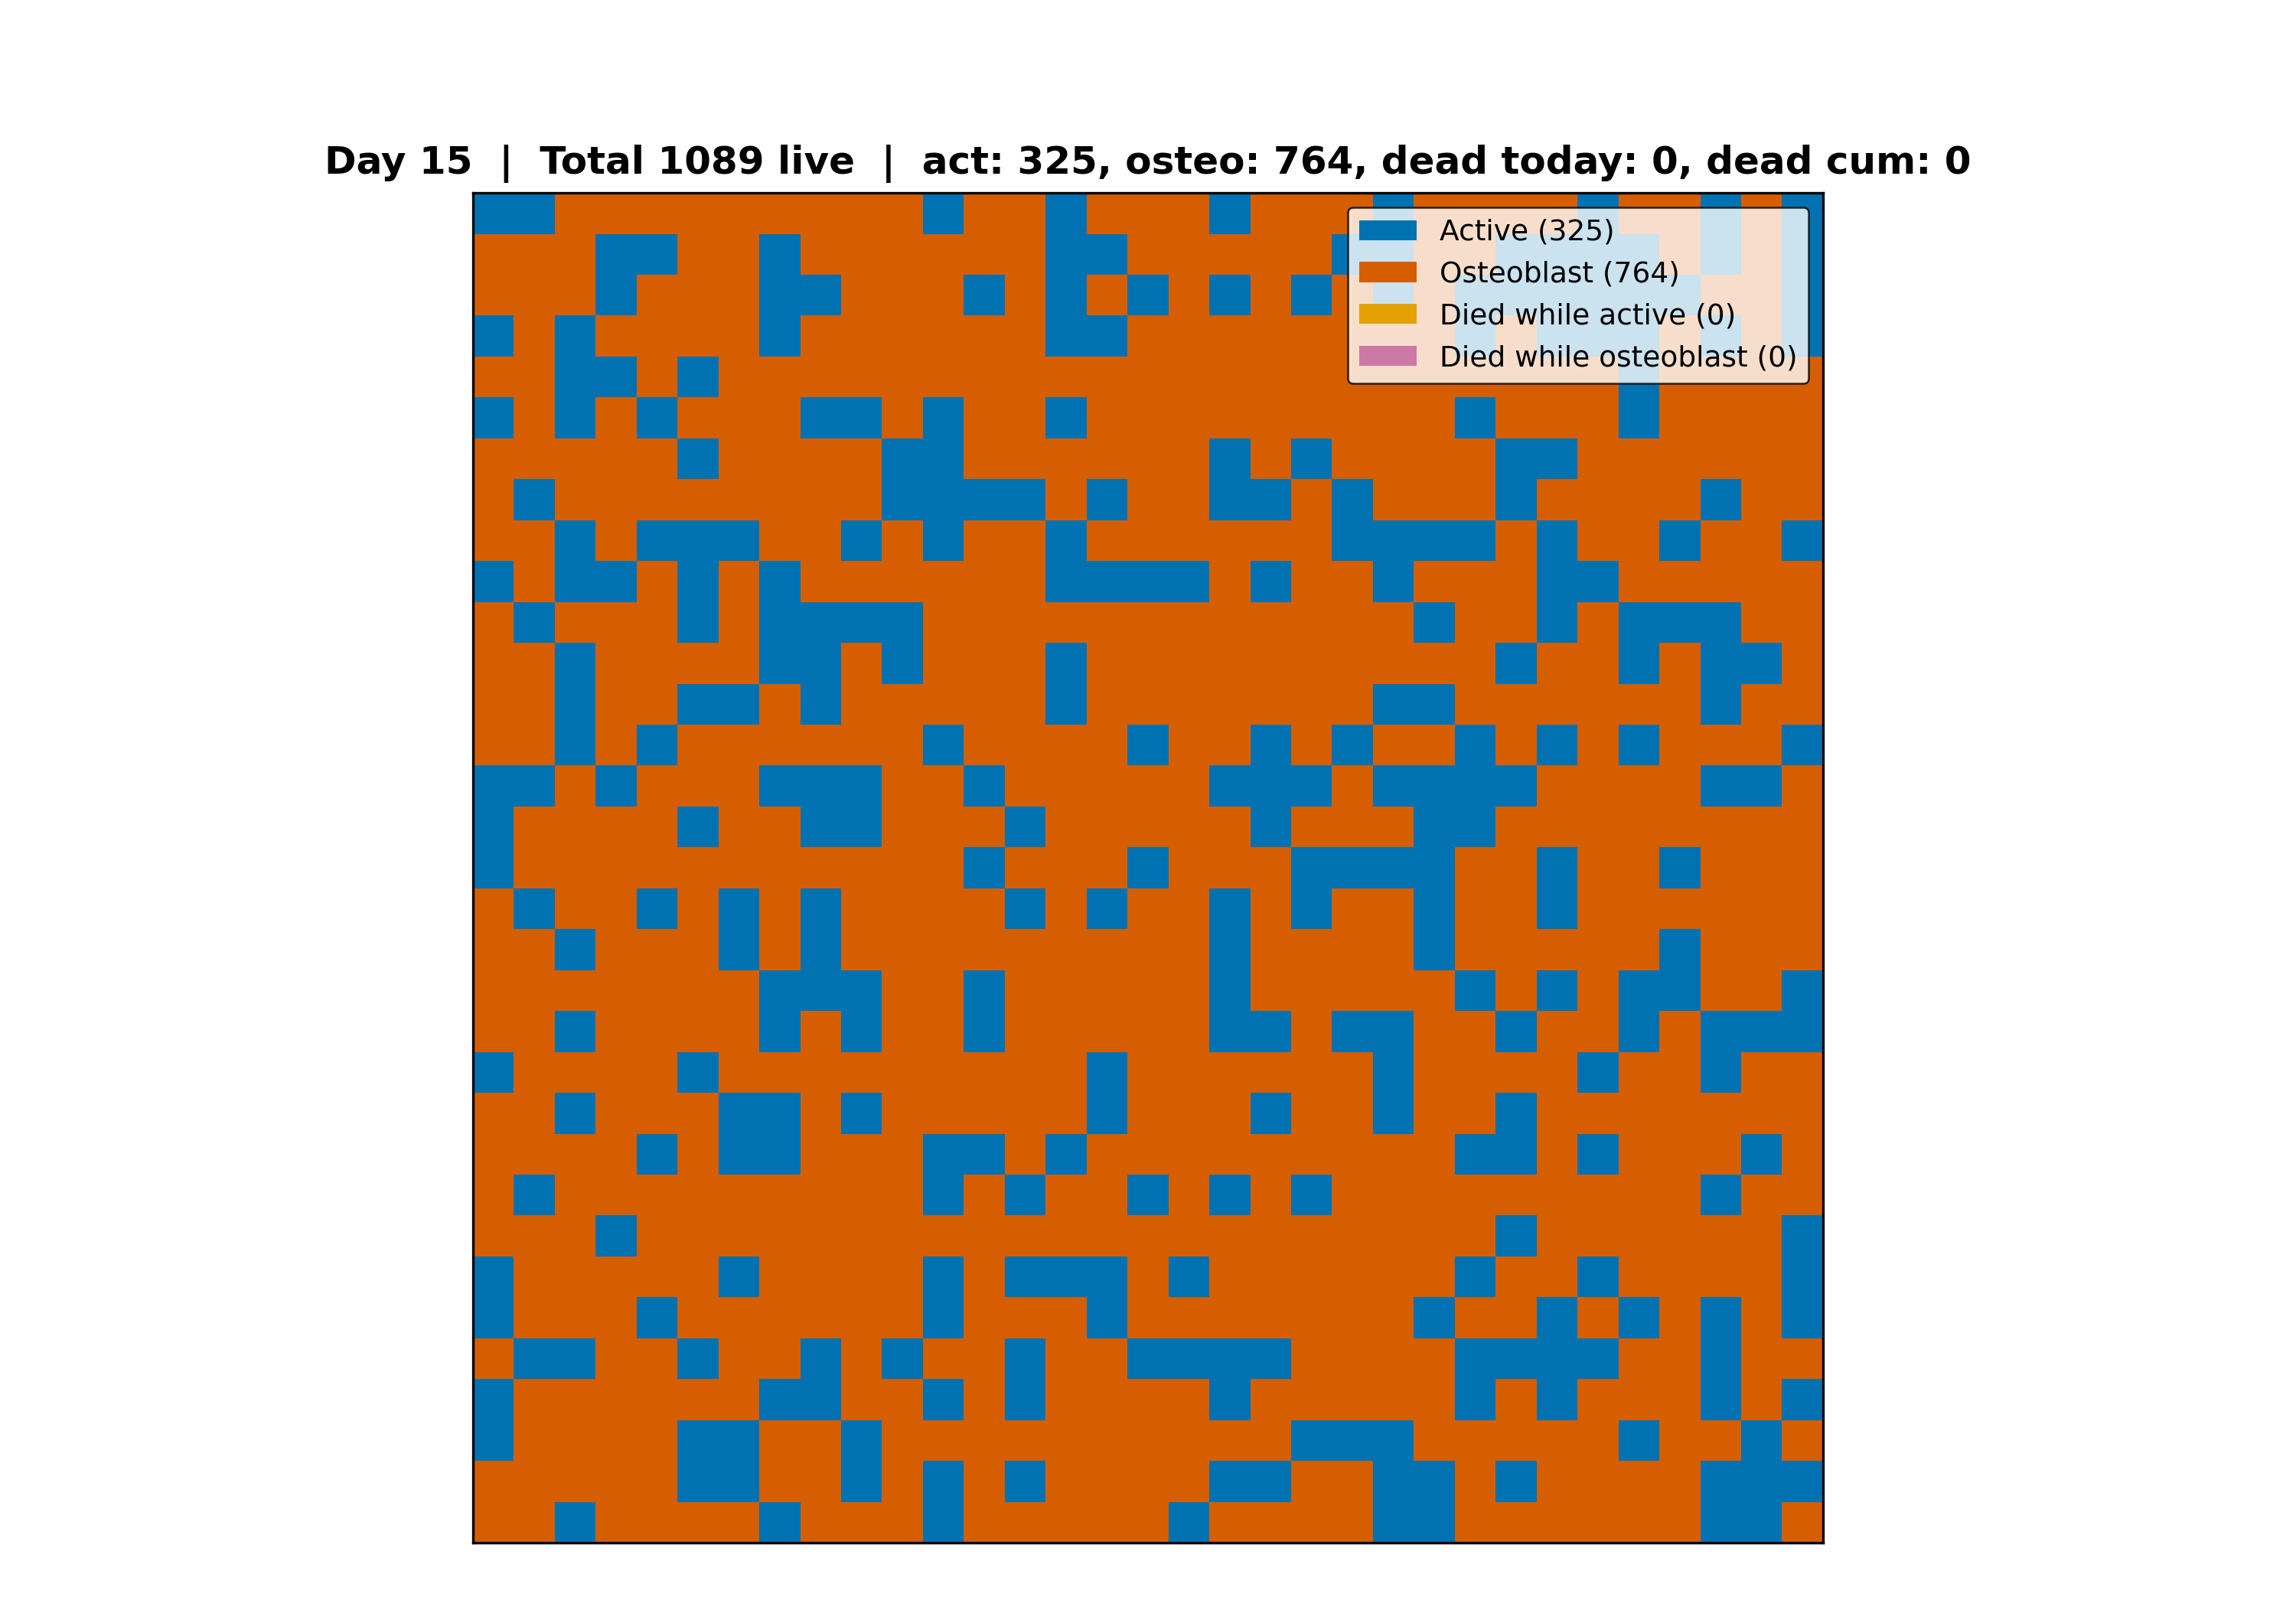 Day 15 | Total 1089 live | act: 325, osteo: 764, dead today: 0, dead cum: 0
Active (325)
Osteoblast (764)
Died while active (0)
Died while osteoblast (0)